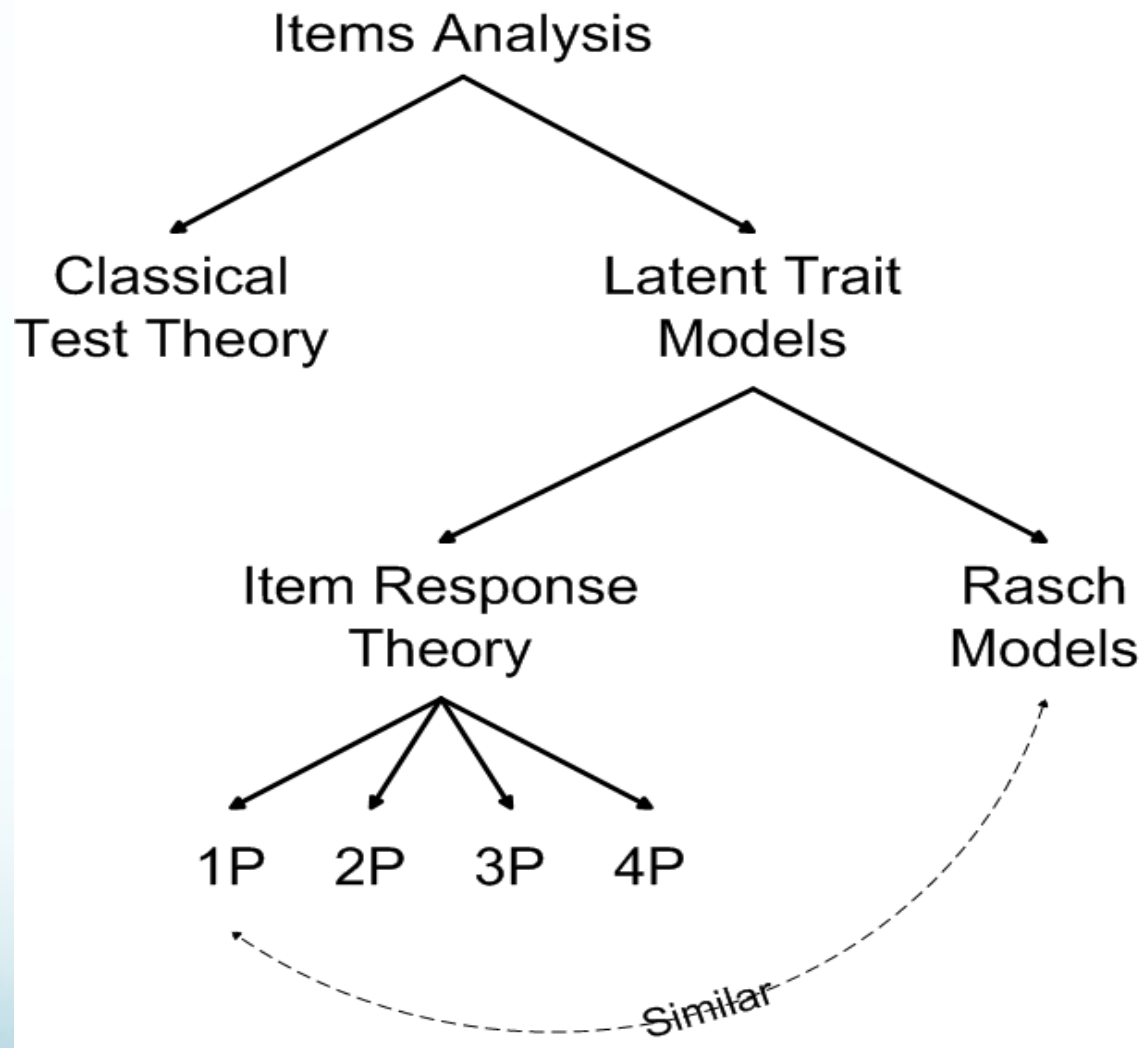 Items Analysis
Classical
Test Theory
Latent Trait
Models
Item Response
Theory
Rasch
Models
1P 2P 3P 4P
Similar